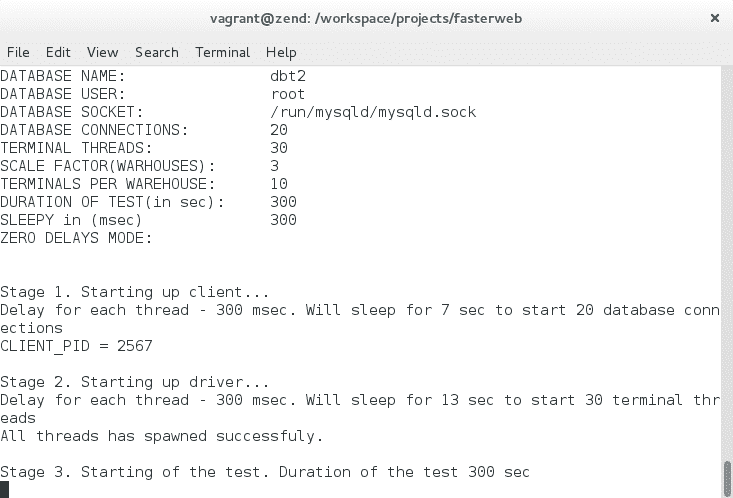 vagrant@zend: /workspace/projects/fasterweb ×
File Edit View Search Terminal Help
DATABASE NAME: dbt2
DATABASE USER: root
DATABASE SOCKET: /run/mysqld/mysqld.sock
DATABASE CONNECTIONS: 20
TERMINAL THREADS: 30
SCALE FACTOR(WARHOUSES): 3
TERMINALS PER WAREHOUSE: 10
DURATION OF TEST(in sec): 300
SLEEPY in (msec) 300
ZERO DELAYS MODE:
Stage 1. Starting up client...
Delay for each thread - 300 msec. Will sleep for 7 sec to start 20 database conn
ections
CLIENT_PID = 2567
Stage 2. Starting up driver...
Delay for each thread - 300 msec. Will sleep for 13 sec to start 30 terminal thr
eads
All threads has spawned successfuly.
Stage 3. Starting of the test. Duration of the test 300 sec